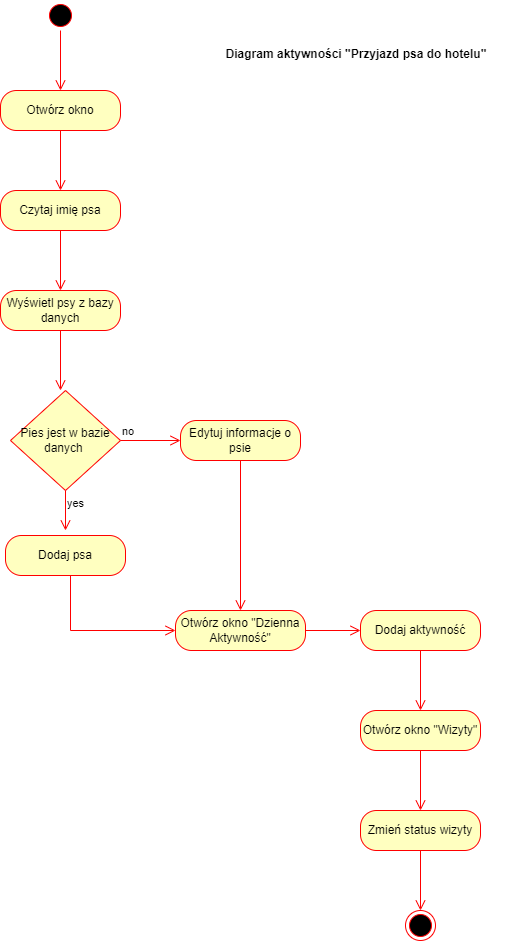 Diagram aktywności "Przyjazd psa do hotelu"
Otwórz okno
Czytaj imię psa
Wyświetl psy z bazy
danych
Pies jest w bazie
danych
no
Edytuj informacje o
psie
yes
Dodaj psa
Otwórz okno "Dzienna
Aktywność"
Dodaj aktywność
Otwórz okno "Wizyty"
Zmień status wizyty